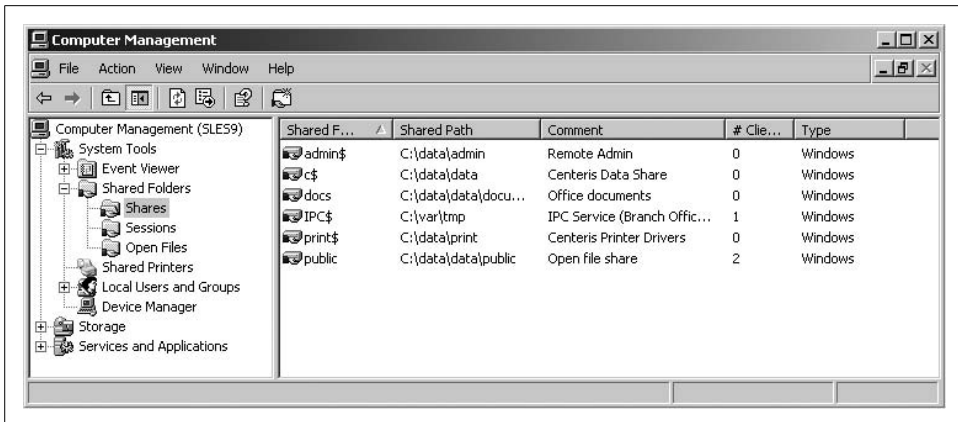 Computer Management
File Action View Window Help
Computer Management (SLES9)
System Tools
Event Viewer
Shared Folders
Shares
Sessions
Open Files
Shared Printers
Local Users and Groups
Device Manager
Storage
Services and Applications
Shared F... Shared Path Comment # Clie... Type
admin$ C:\data\admin Remote Admin 0 Windows
c$ C:\data\data Centeris Data Share 0 Windows
docs C:\data\data\docu... Office documents 0 Windows
IPC$ C:\var\tmp IPC Service (Branch Offic... 1 Windows
print$ C:\data\print Centeris Printer Drivers 0 Windows
public C:\data\data\public Open file share 2 Windows